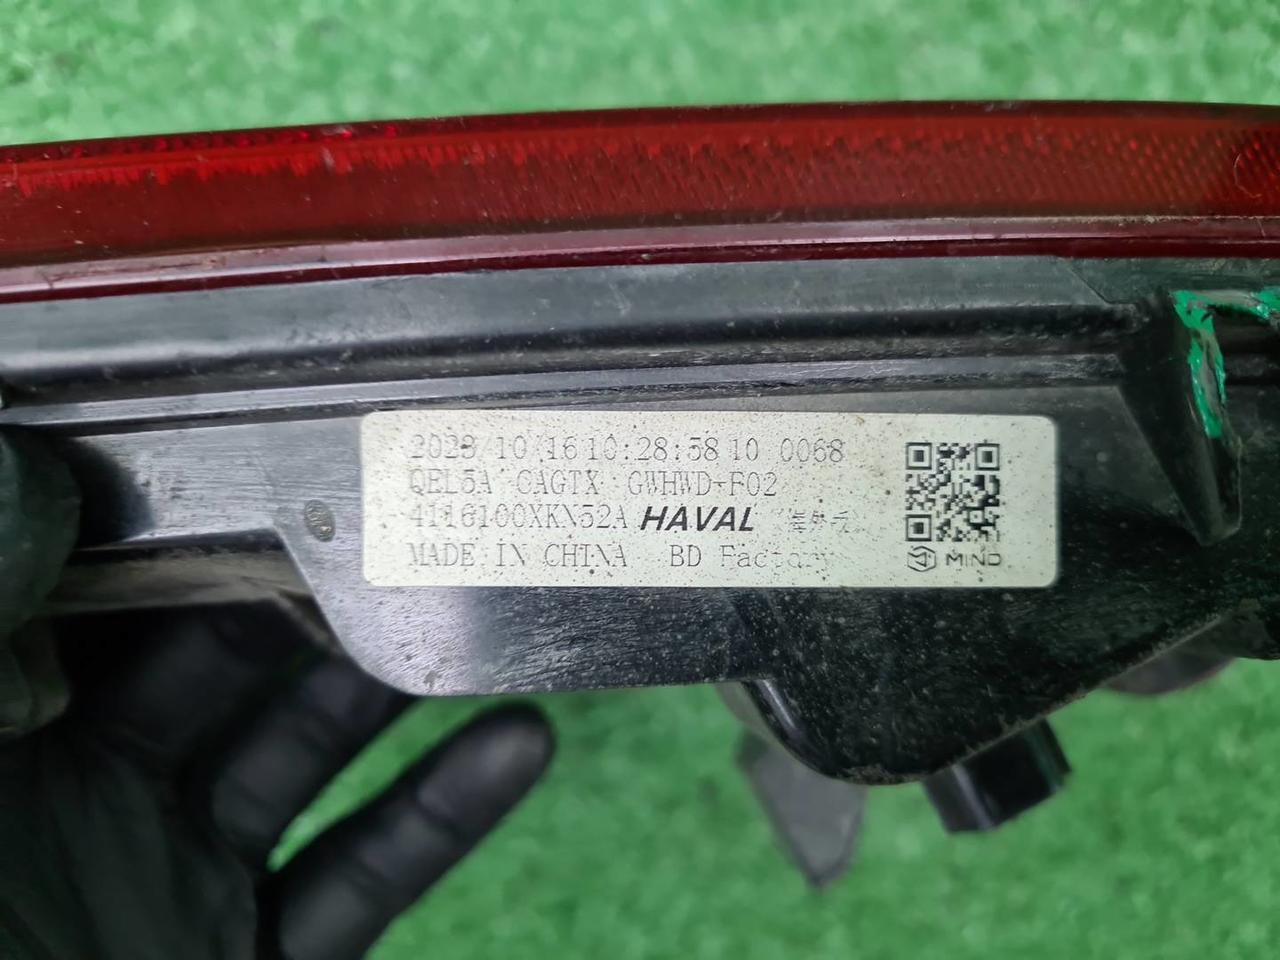 2023/10/16 10:28:58 10 0068
QEL5A CAGTX GWHWD-F02
4116100XKN52A HAVAL
MADE IN CHINA BD Factory
MIND